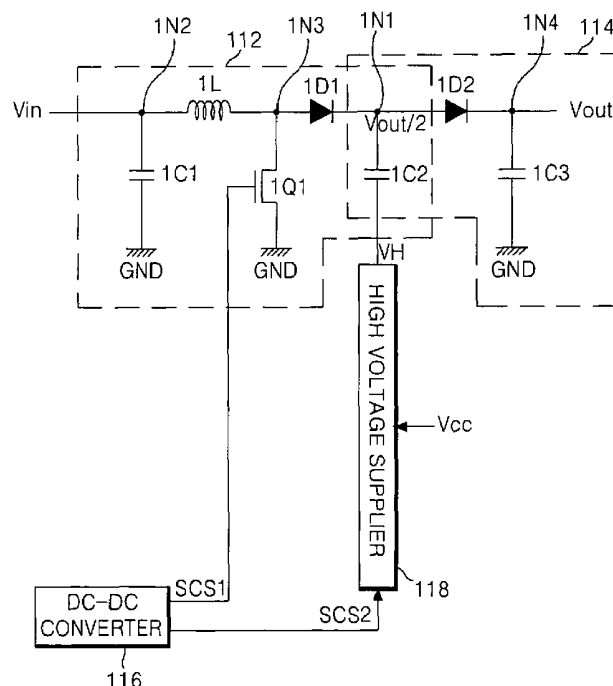 1N2
112
1N3
1N1
1N4
114
1L
1D1
1D2
Vin
Vout/2
Vout
1C1
1Q1
1C2
1C3
GND
GND
GND
VH
HIGH VOLTAGE SUPPLIER
Vcc
118
SCS1
DC-DC
CONVERTER
SCS2
116